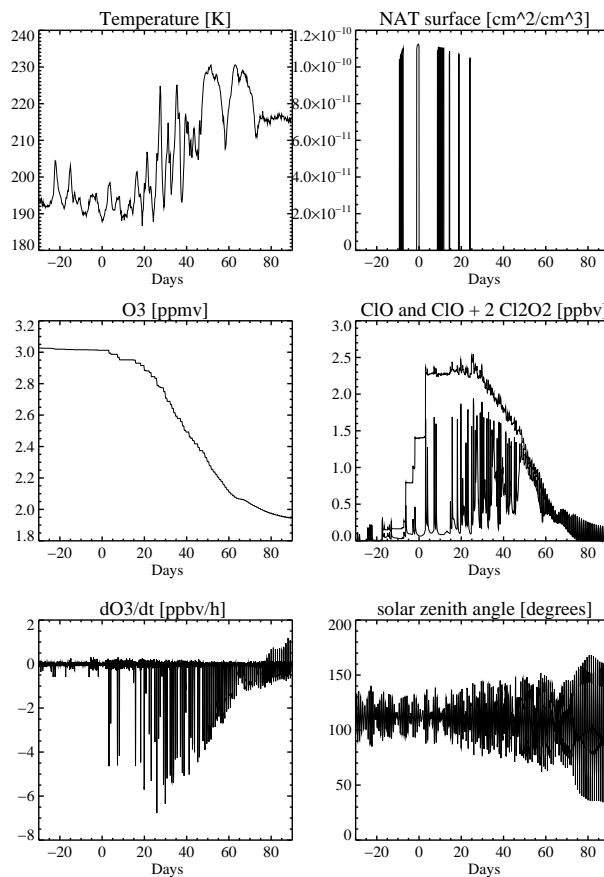 Temperature [K]
240
230
220
210
200
190
180
−20 0 20 40 60 80
Days
NAT surface [cm^2/cm^3]
1.2×10−10
1.0×10−10
8.0×10−11
6.0×10−11
4.0×10−11
2.0×10−11
0
−20 0 20 40 60 80
Days
O3 [ppmv]
3.2
3.0
2.8
2.6
2.4
2.2
2.0
1.8
−20 0 20 40 60 80
Days
ClO and ClO + 2 Cl2O2 [ppbv]
3.0
2.5
2.0
1.5
1.0
0.5
0.0
−20 0 20 40 60 80
Days
dO3/dt [ppbv/h]
2
0
−2
−4
−6
−8
−20 0 20 40 60 80
Days
solar zenith angle [degrees]
200
150
100
50
0
−20 0 20 40 60 80
Days